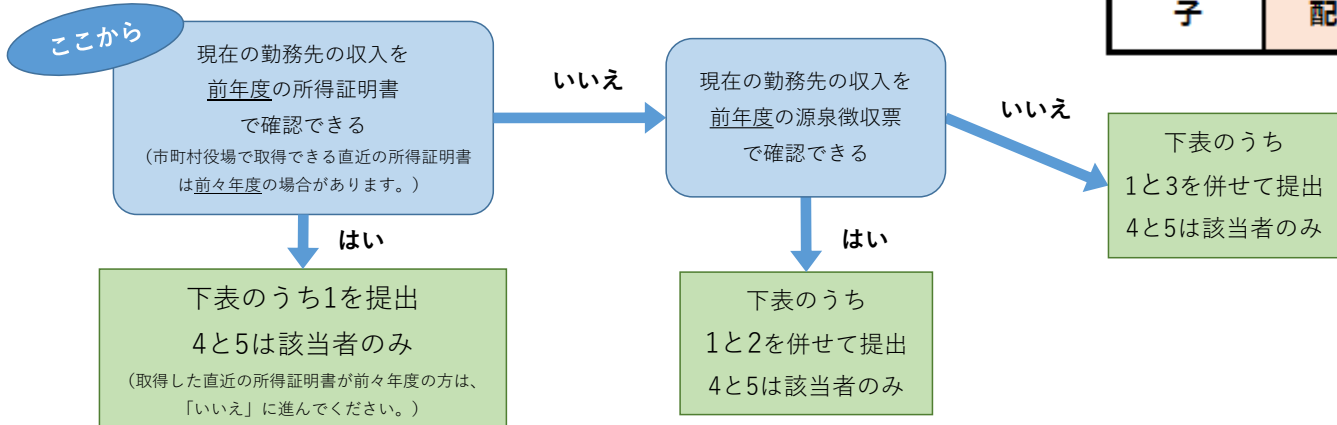 ここから
現在の勤務先の収入を
前年度の所得証明書
で確認できる
（市町村役場で取得できる直近の所得証明書
は前々年度の場合があります。）
いいえ
現在の勤務先の収入を
前年度の源泉徴収票
で確認できる
いいえ
子
配
下表のうち
1と3を併せて提出
4と5は該当者のみ
はい
下表のうち1を提出
4と5は該当者のみ
（取得した直近の所得証明書が前々年度の方は、
「いいえ」に進んでください。）
はい
下表のうち
1と2を併せて提出
4と5は該当者のみ